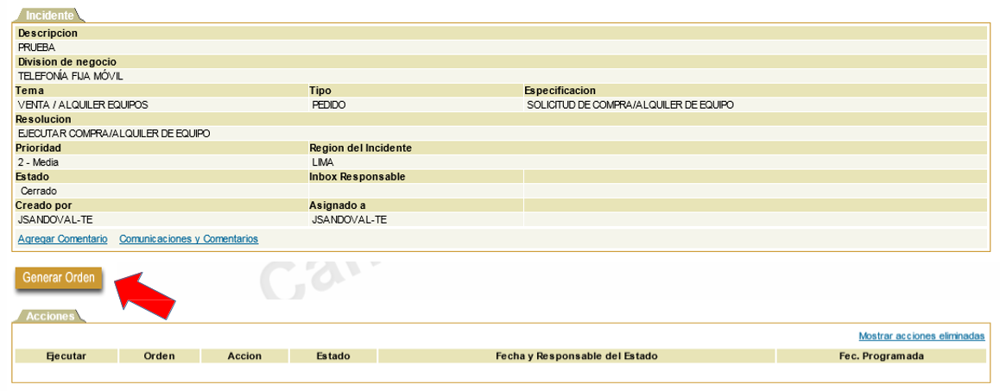 Incidente
Descripcion
PRUEBA
Division de negocio
TELEFONÍA FIJA MÓVIL
Tema Tipo Especificacion
VENTA / ALQUILER EQUIPOS PEDIDO SOLICITUD DE COMPRA/ALQUILER DE EQUIPO
Resolucion
EJECUTAR COMPRA/ALQUILER DE EQUIPO
Prioridad Region del Incidente
2 - Media LIMA
Estado Inbox Responsable
Cerrado
Creado por Asignado a
JSANDOVAL-TE JSANDOVAL-TE
Agregar Comentario Comunicaciones y Comentarios
Generar Orden
Acciones
Mostrar acciones eliminadas
Ejecutar Orden Accion Estado Fecha y Responsable del Estado Fec. Programada